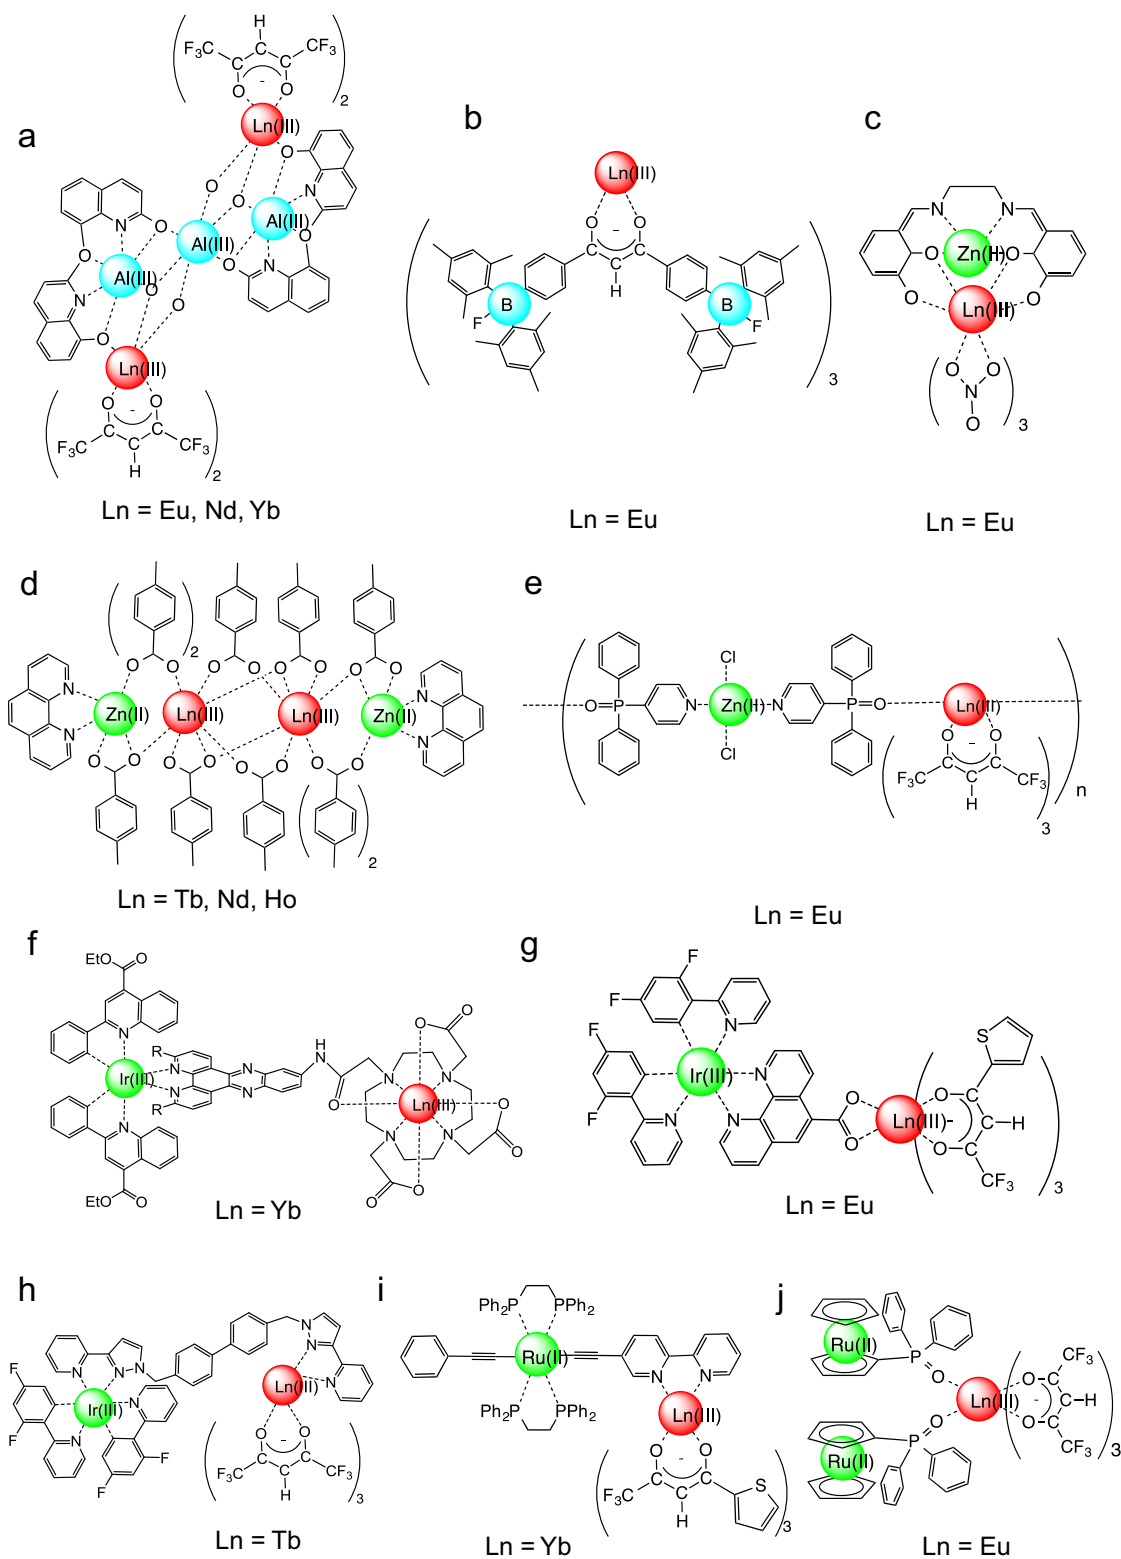 a
H
F₃C C C C CF₃
O - O
2
Ln(III)
O
N
O
O
O
Al(III)
N
O
Al(III)
O
O
Al(III)
N
O
O
N
O
O
O
O
Ln(III)
O - O
F₃C C C C CF₃
H
2
Ln = Eu, Nd, Yb
b
Ln(III)
O O
C - C
C
H
B
F
B
F
3
Ln = Eu
c
N N
Zn(II)
O O
O O
Ln(III)
O O
N
O
3
Ln = Eu
d
2
O O O O O O O O
N
N
Zn(II)
Ln(III)
Ln(III)
Zn(II)
N
N
O O O O O O O O
2
Ln = Tb, Nd, Ho
e
Cl
O=P
N
Zn(II)
N
P=O
Cl
Ln(III)
O - O
F₃C C C C CF₃
H
3
n
Ln = Eu
f
EtO O
N
R
Ir(III)
N
N
R
N
N
N
EtO O
H
N
O
O
O
N N
Ln(III)
O
N N
O
O
O
Ln = Yb
g
F
F
N
F
Ir(III)
N
F
N
N
O
O
Ln(III)
S
O C
- C-H
O C
CF₃
3
Ln = Eu
h
N
N
N
F
Ir(III)
N
F
N
F
F
N
N
Ln(III)
N
O - O
F₃C C C C CF₃
H
3
Ln = Tb
i
Ph₂P PPh₂
Ru(II)
Ph₂P PPh₂
N N
Ln(III)
O - O
F₃C C C C
H
S
3
Ln = Yb
j
Ru(II)
P
O
Ln(III)
O
P
Ru(II)
CF₃
O C
- C-H
O C
CF₃
3
Ln = Eu